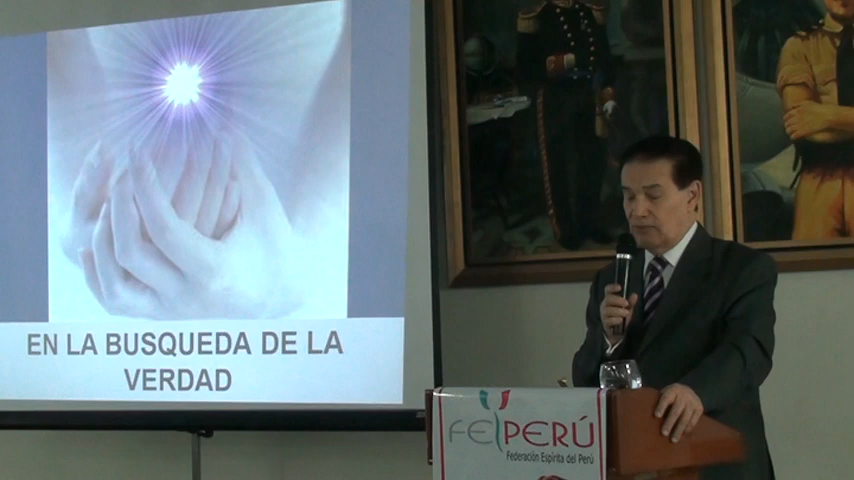 EN LA BUSQUEDA DE LA
VERDAD
FEPERÚ
Federación Espírita del Perú